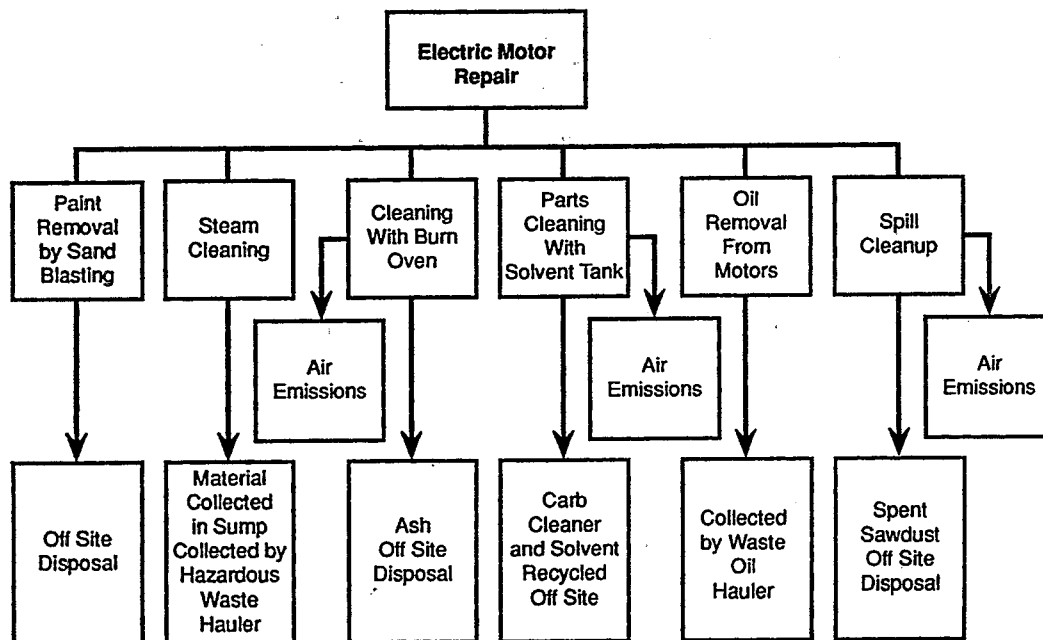 Electric Motor
Repair
Paint
Removal
by Sand
Blasting
Steam
Cleaning
Cleaning
With Burn
Oven
Parts
Cleaning
With
Solvent Tank
Oil
Removal
From
Motors
Spill
Cleanup
Air
Emissions
Air
Emissions
Air
Emissions
Off Site
Disposal
Material
Collected
in Sump
Collected by
Hazardous
Waste
Hauler
Ash
Off Site
Disposal
Carb
Cleaner
and Solvent
Recycled
Off Site
Collected
by Waste
Oil
Hauler
Spent
Sawdust
Off Site
Disposal